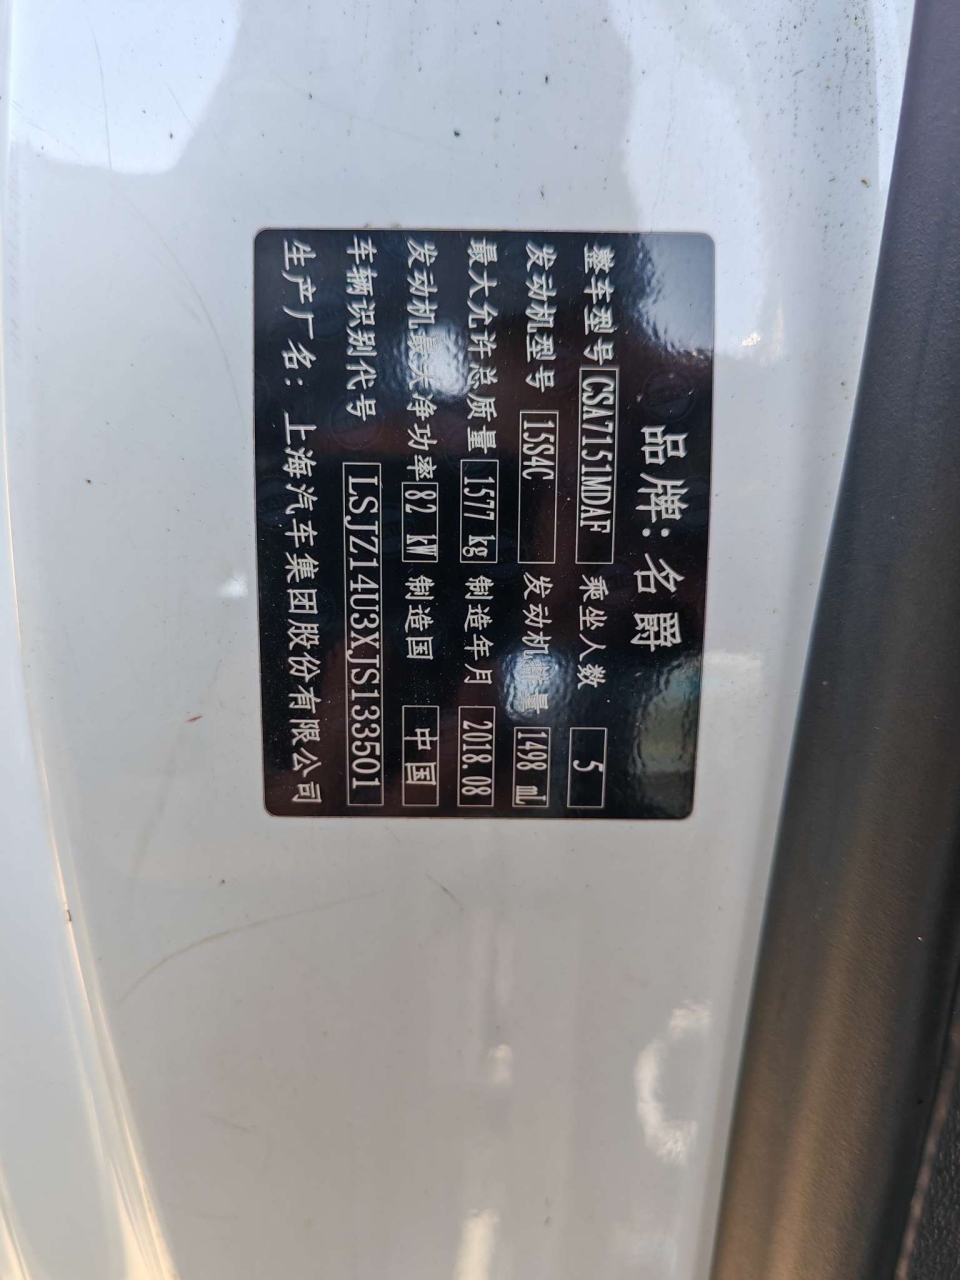 品牌: 名爵
整车型号 CSA7151MDAF 乘坐人数 5
发动机型号 15S4C 发动机排量 1498 mL
最大允许总质量 1577 kg 制造年月 2018.08
发动机最大净功率 82 kW 制造国 中国
车辆识别代号 LSJZ14U3XJS133501
生产厂名: 上海汽车集团股份有限公司